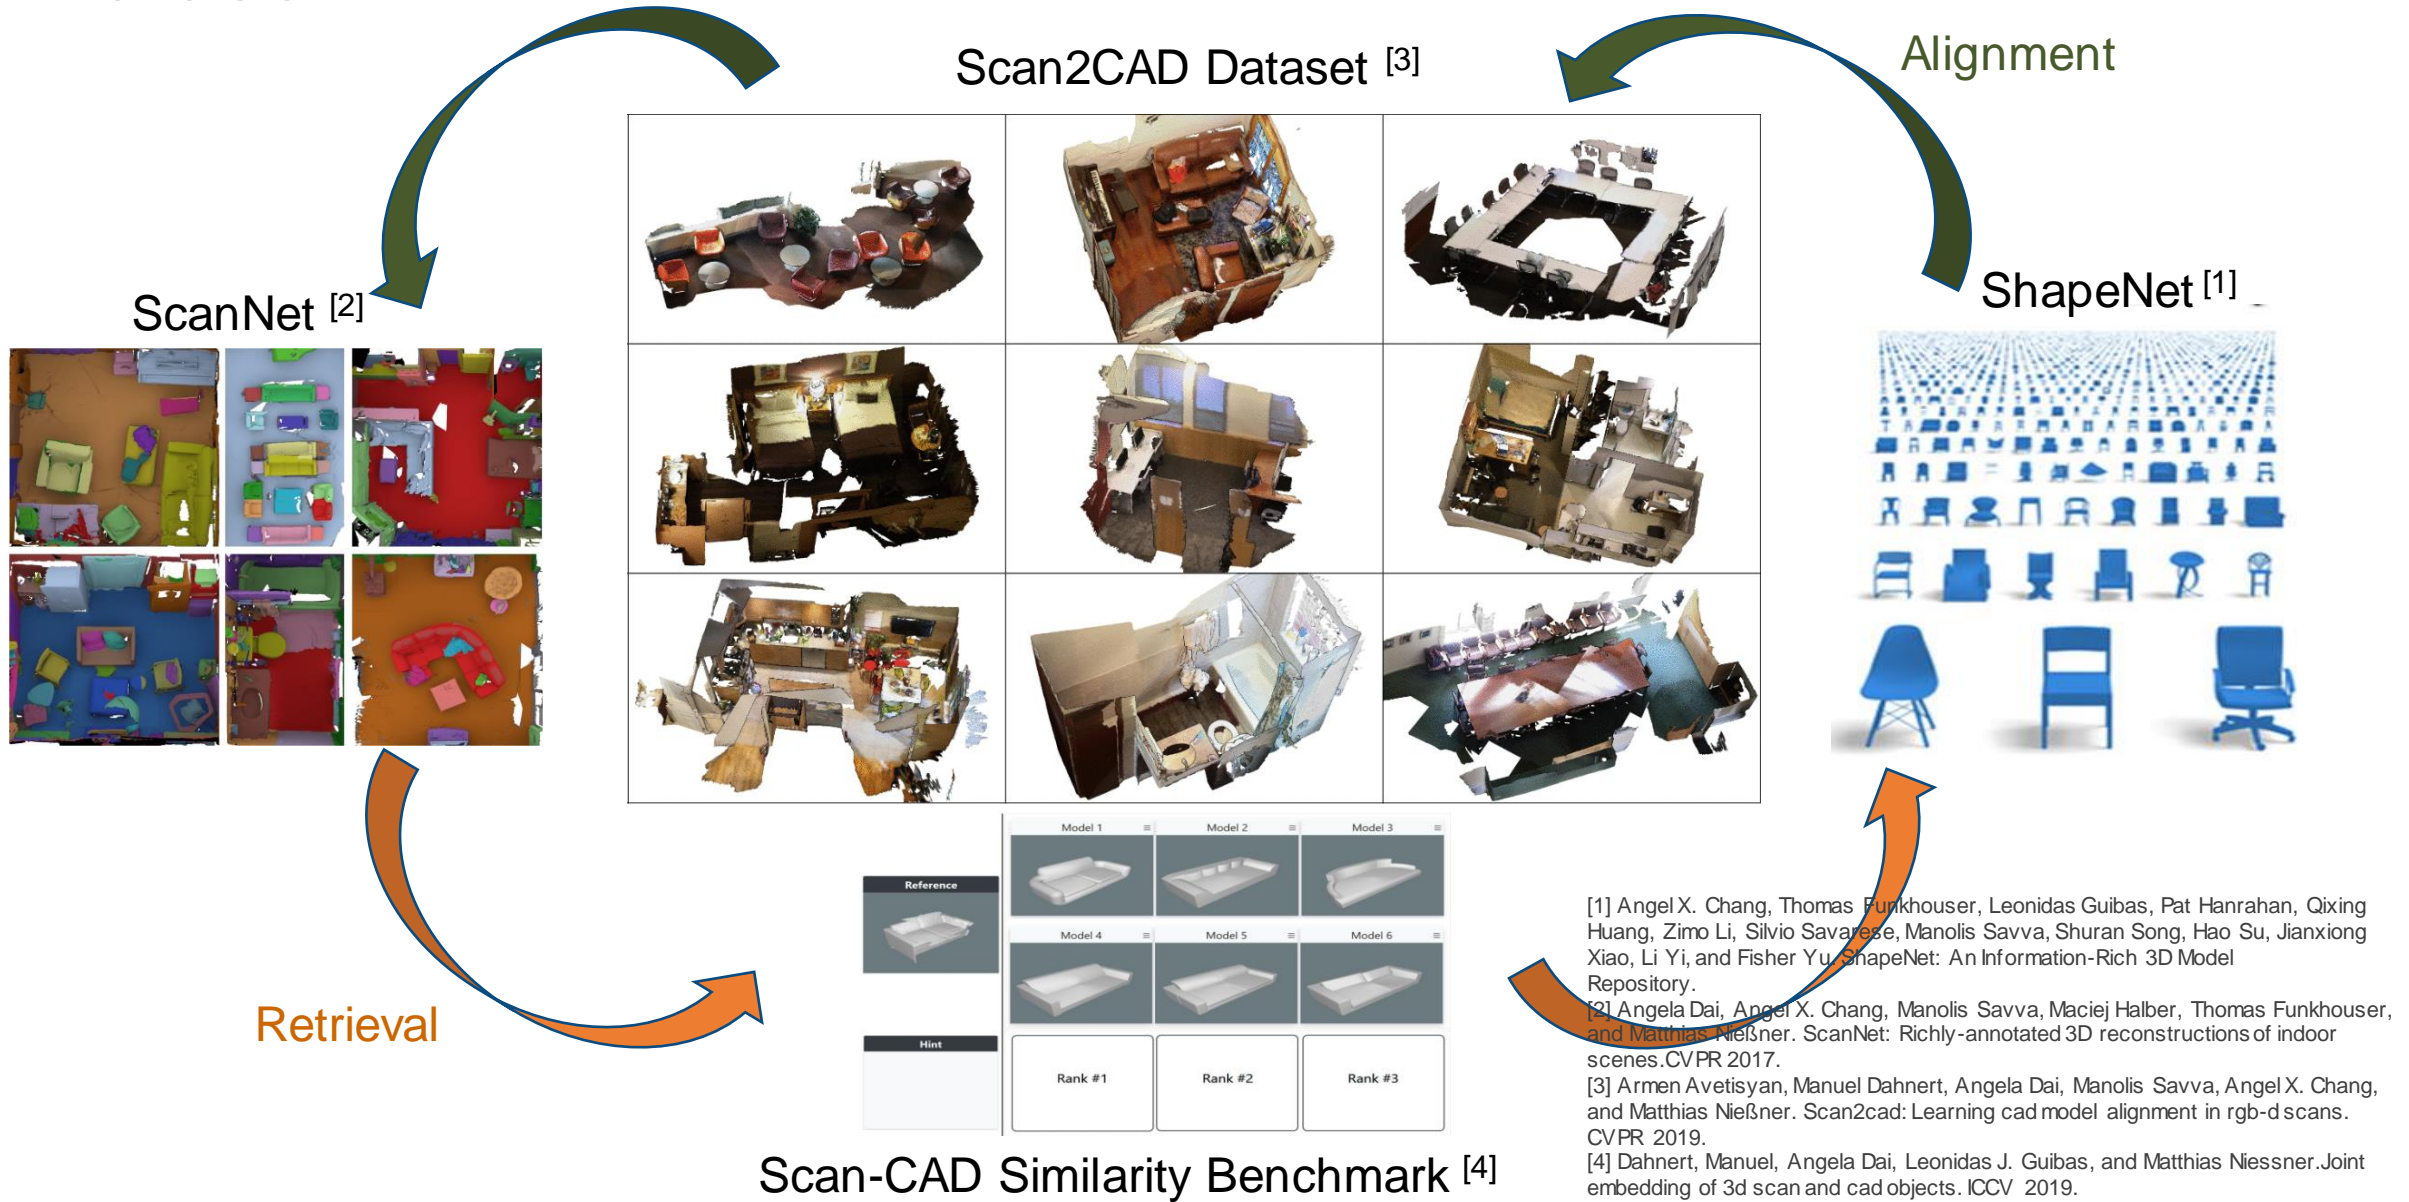 Scan2CAD Dataset [3]
Alignment
ScanNet [2]
ShapeNet [1]
Model 1
Model 2
Model 3
Reference
Model 4
Model 5
Model 6
Hint
Rank #1
Rank #2
Rank #3
Retrieval
Scan-CAD Similarity Benchmark [4]
[1] Angel X. Chang, Thomas Funkhouser, Leonidas Guibas, Pat Hanrahan, Qixing
Huang, Zimo Li, Silvio Savarese, Manolis Savva, Shuran Song, Hao Su, Jianxiong
Xiao, Li Yi, and Fisher Yu. ShapeNet: An Information-Rich 3D Model
Repository.
[2] Angela Dai, Angel X. Chang, Manolis Savva, Maciej Halber, Thomas Funkhouser,
and Matthias Nießner. ScanNet: Richly-annotated 3D reconstructions of indoor
scenes.CVPR 2017.
[3] Armen Avetisyan, Manuel Dahnert, Angela Dai, Manolis Savva, Angel X. Chang,
and Matthias Nießner. Scan2cad: Learning cad model alignment in rgb-d scans.
CVPR 2019.
[4] Dahnert, Manuel, Angela Dai, Leonidas J. Guibas, and Matthias Niessner.Joint
embedding of 3d scan and cad objects. ICCV 2019.